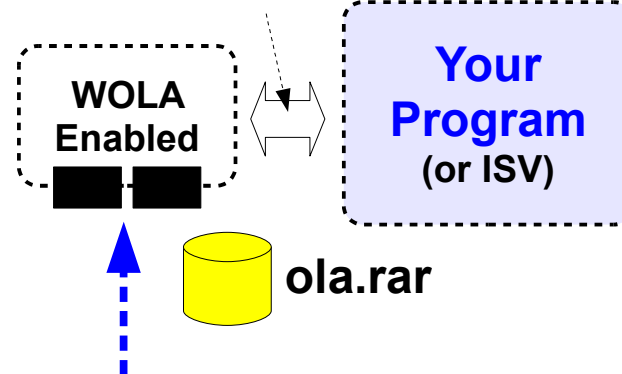 WOLA
Enabled
Your
Program
(or ISV)
ola.rar